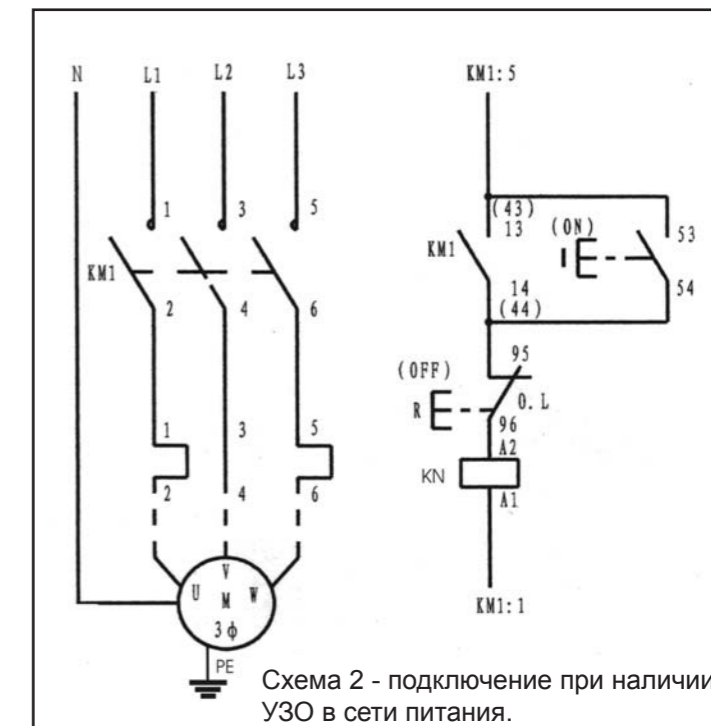 N L1 L2 L3 KM1:5
1 3 5
(43)
13 (ON) 53
KM1 I
KM1
2 4 6 14 54
(44)
95
(OFF)
R O.L
96
1 3 5
A2
KN
2 4 6 A1
V
U M W
3ф
KM1:1
PE
Схема 2 - подключение при наличии
УЗО в сети питания.